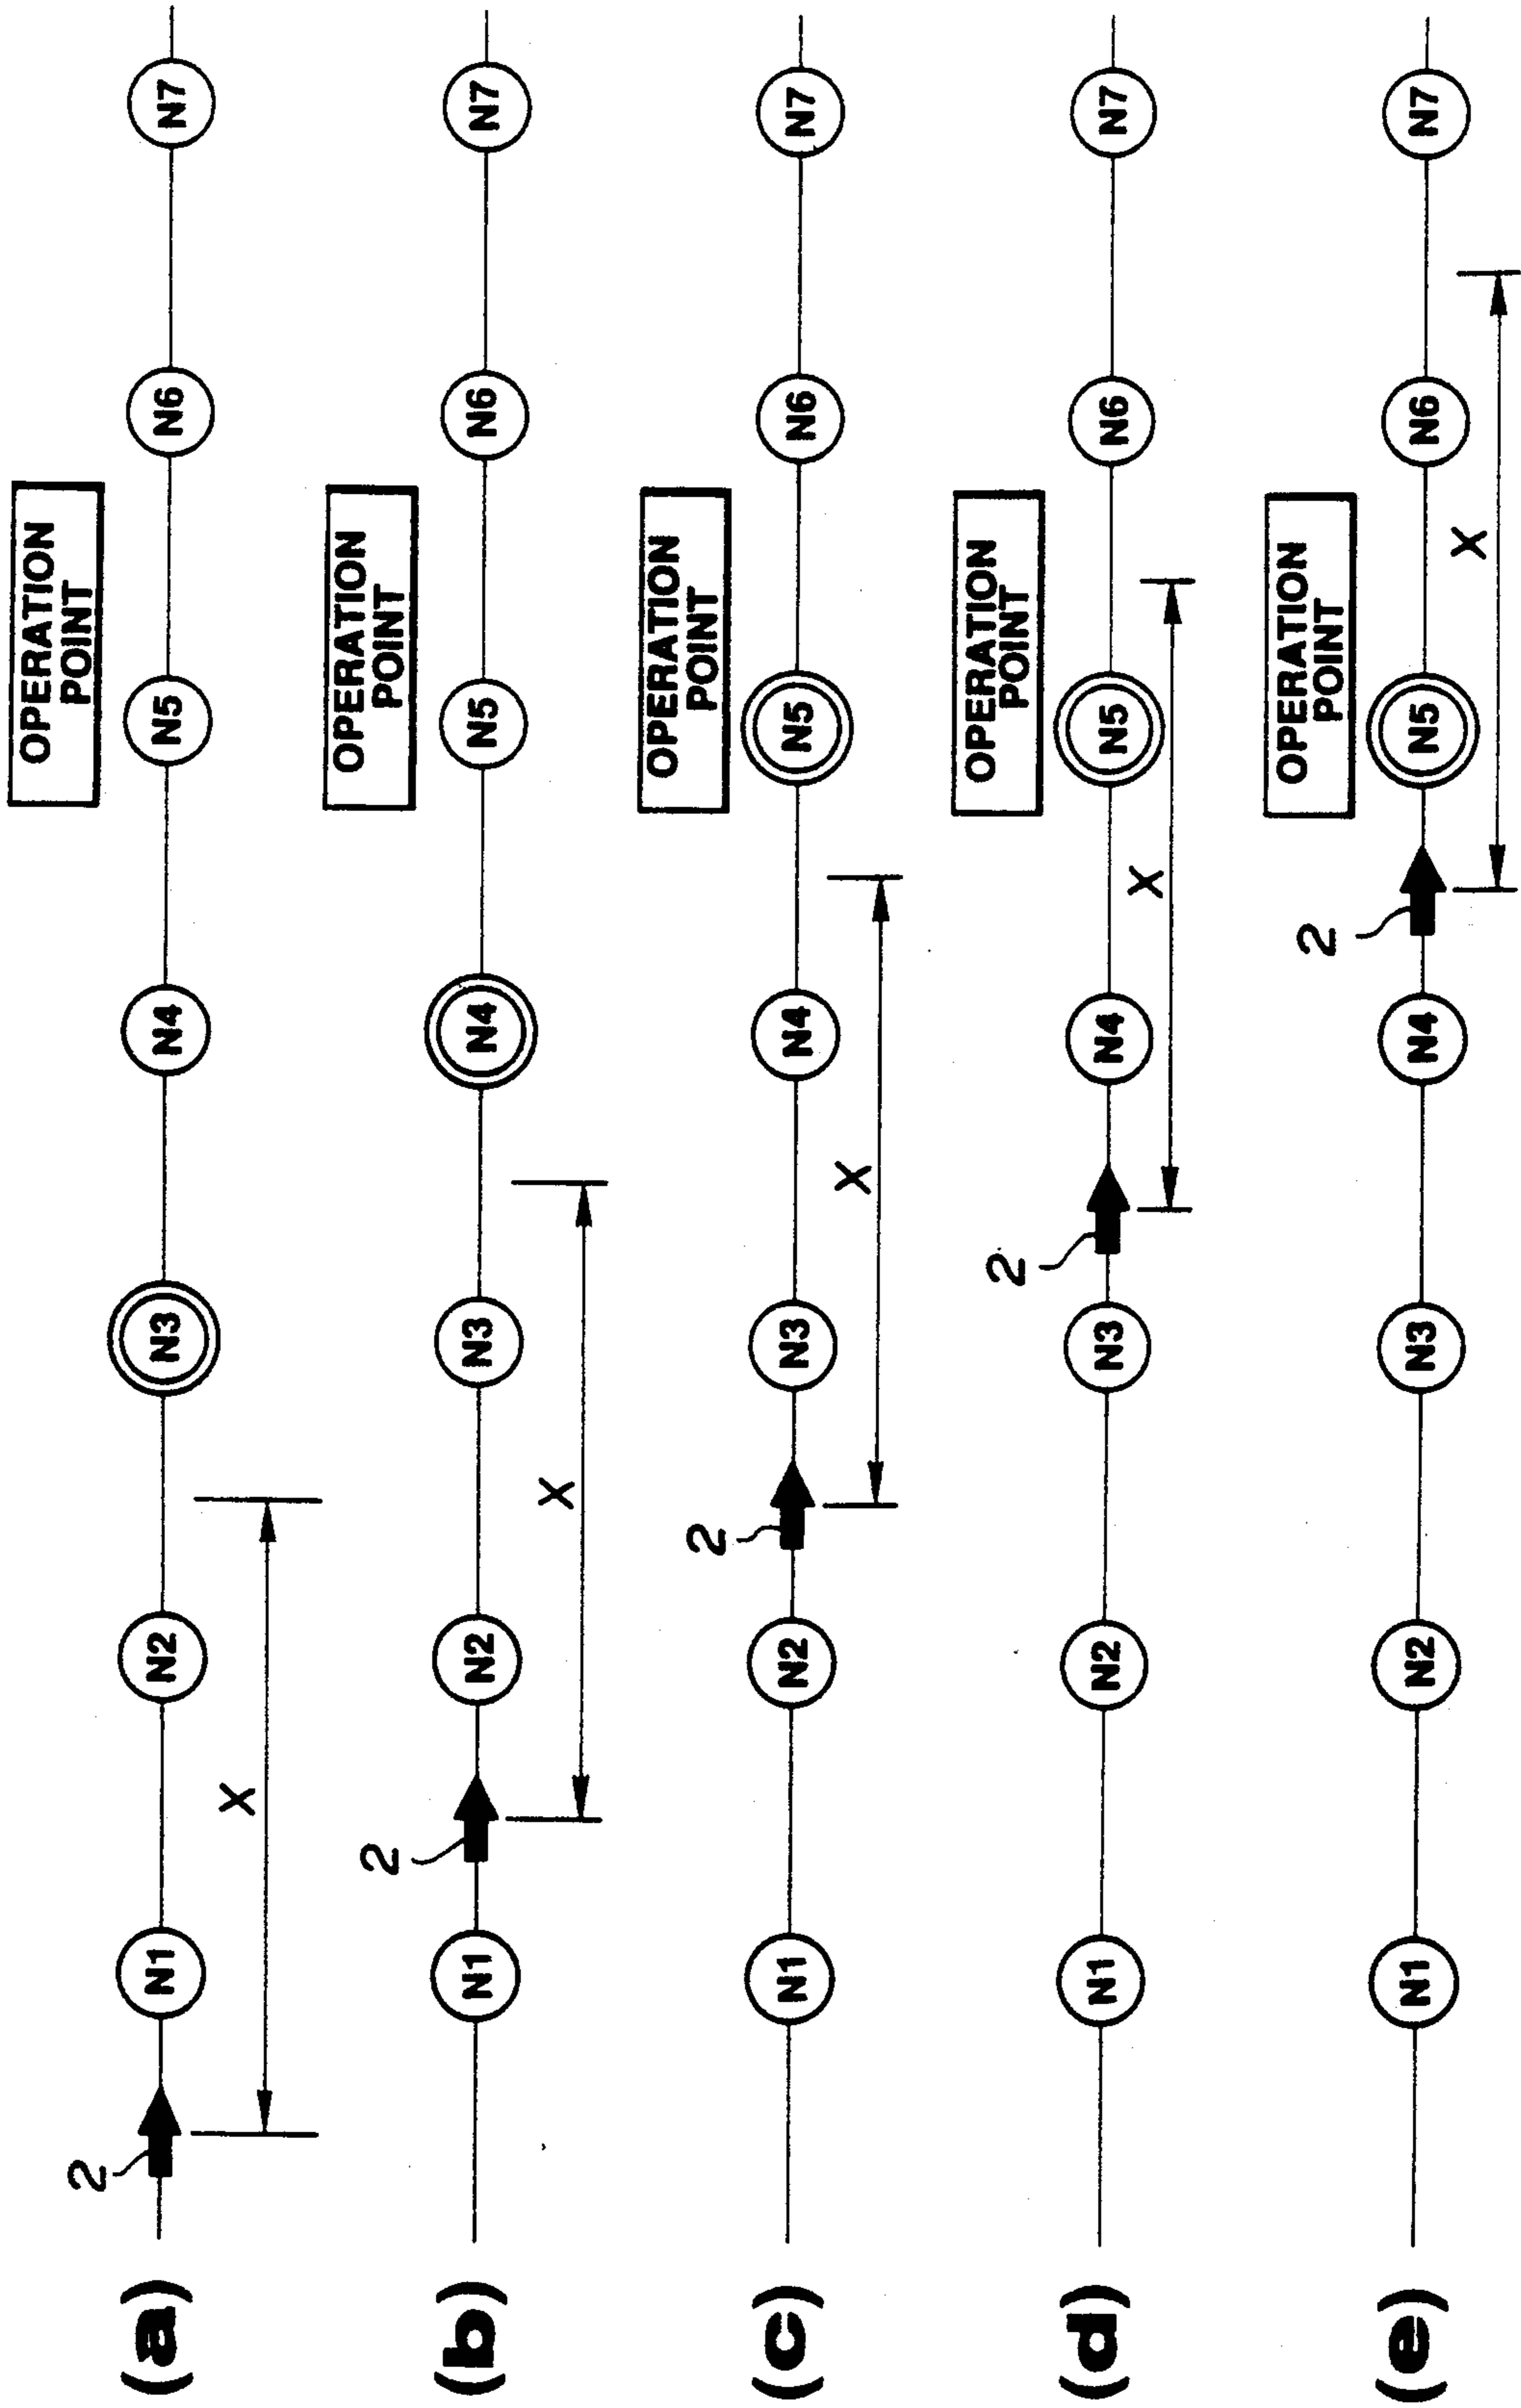 OPERATION
POINT
2
(a) N1 N2 N3 N4 N5 N6 N7
X
OPERATION
POINT
2
(b) N1 N2 N3 N4 N5 N6 N7
X
OPERATION
POINT
2
(c) N1 N2 N3 N4 N5 N6 N7
X
OPERATION
POINT
2
(d) N1 N2 N3 N4 N5 N6 N7
X
OPERATION
POINT
2
(e) N1 N2 N3 N4 N5 N6 N7
X